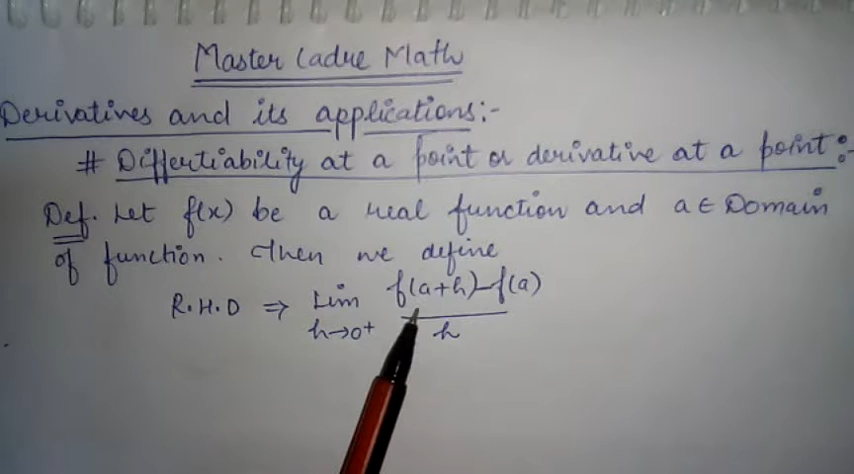 Master Cadre Math
Derivatives and its applications:-
# Differtiability at a point or derivative at a point:-
Def. Let f(x) be a real function and a ∈ Domain
of function. Then we define
R.H.D ⇒ Lim f(a+h)-f(a)
h→0⁺ h